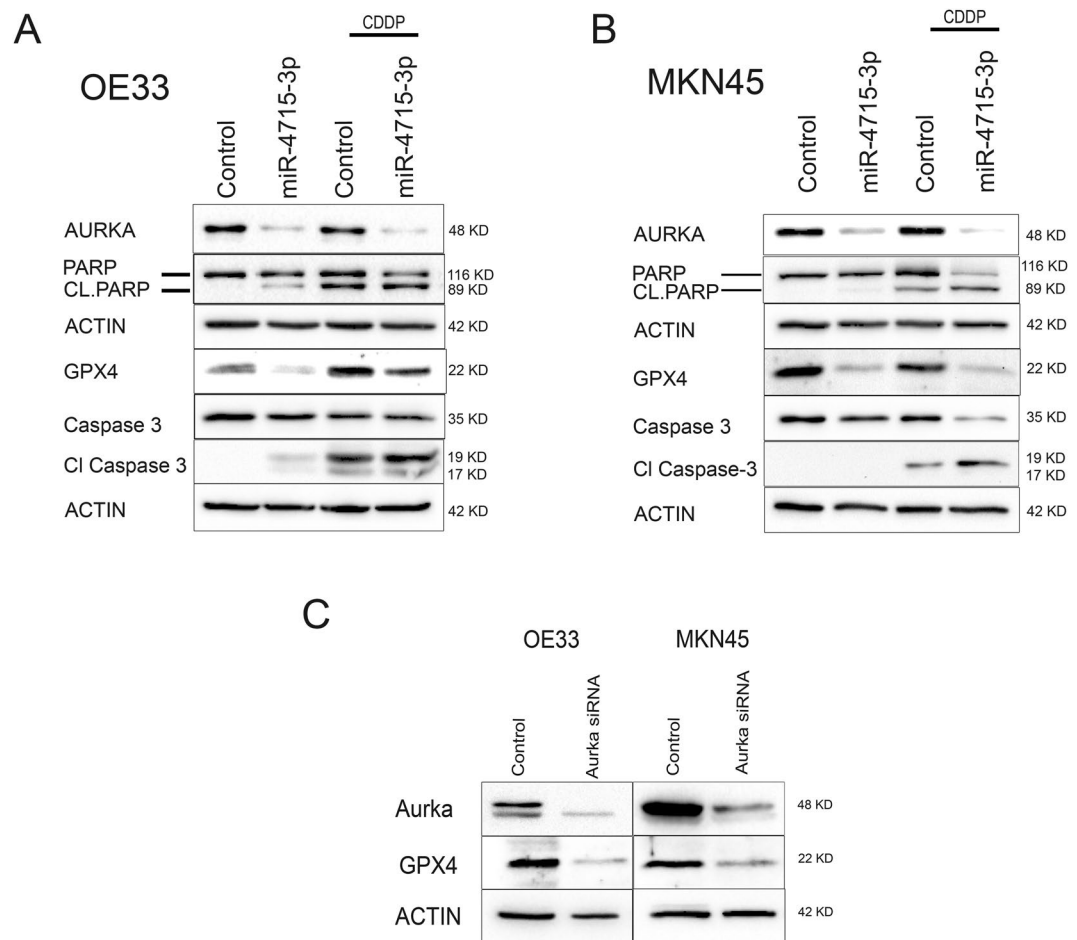 A
CDDP
OE33
Control
miR-4715-3p
Control
miR-4715-3p
AURKA 48 KD
PARP 116 KD
CL.PARP 89 KD
ACTIN 42 KD
GPX4 22 KD
Caspase 3 35 KD
Cl Caspase 3 19 KD
17 KD
ACTIN 42 KD
B
CDDP
MKN45
Control
miR-4715-3p
Control
miR-4715-3p
AURKA 48 KD
PARP 116 KD
CL.PARP 89 KD
ACTIN 42 KD
GPX4 22 KD
Caspase 3 35 KD
Cl Caspase-3 19 KD
17 KD
ACTIN 42 KD
C
OE33 MKN45
Control
Aurka siRNA
Control
Aurka siRNA
Aurka 48 KD
GPX4 22 KD
ACTIN 42 KD